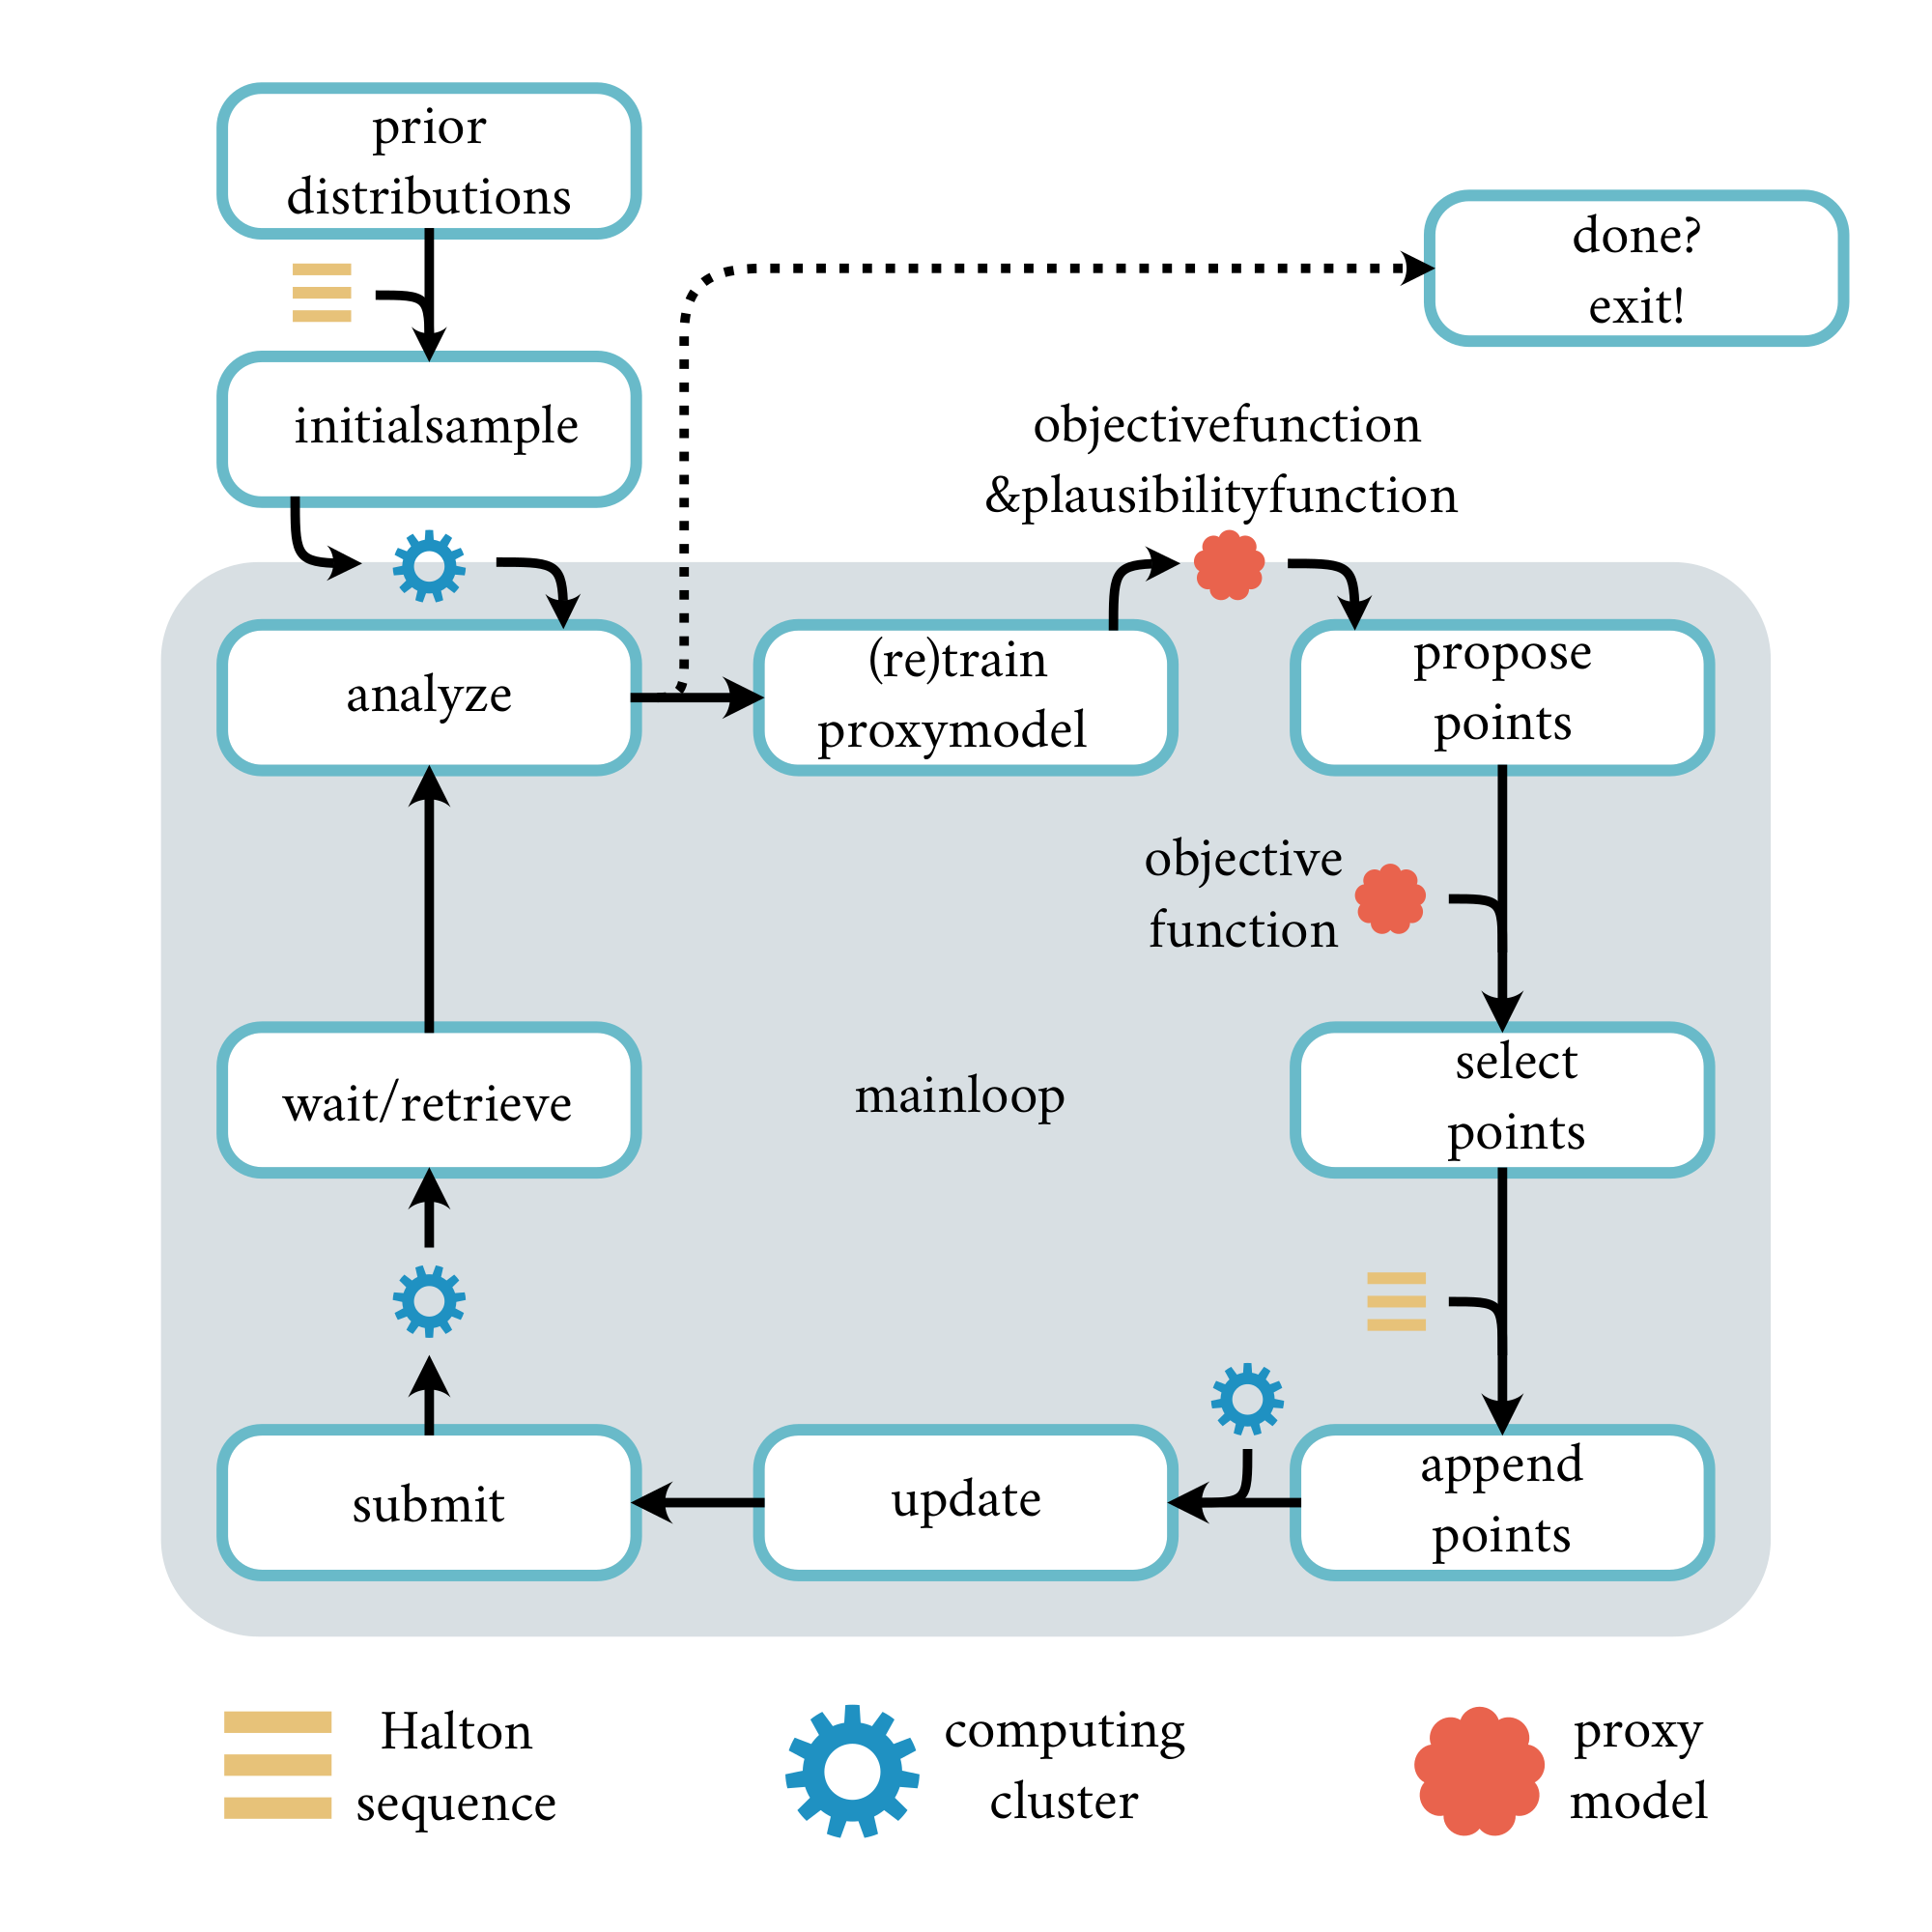 prior
distributions
done?
exit!
initialsample
objectivefunction
&plausibilityfunction
analyze
(re)train
proxymodel
propose
points
objective
function
wait/retrieve
mainloop
select
points
submit
update
append
points
Halton
sequence
computing
cluster
proxy
model